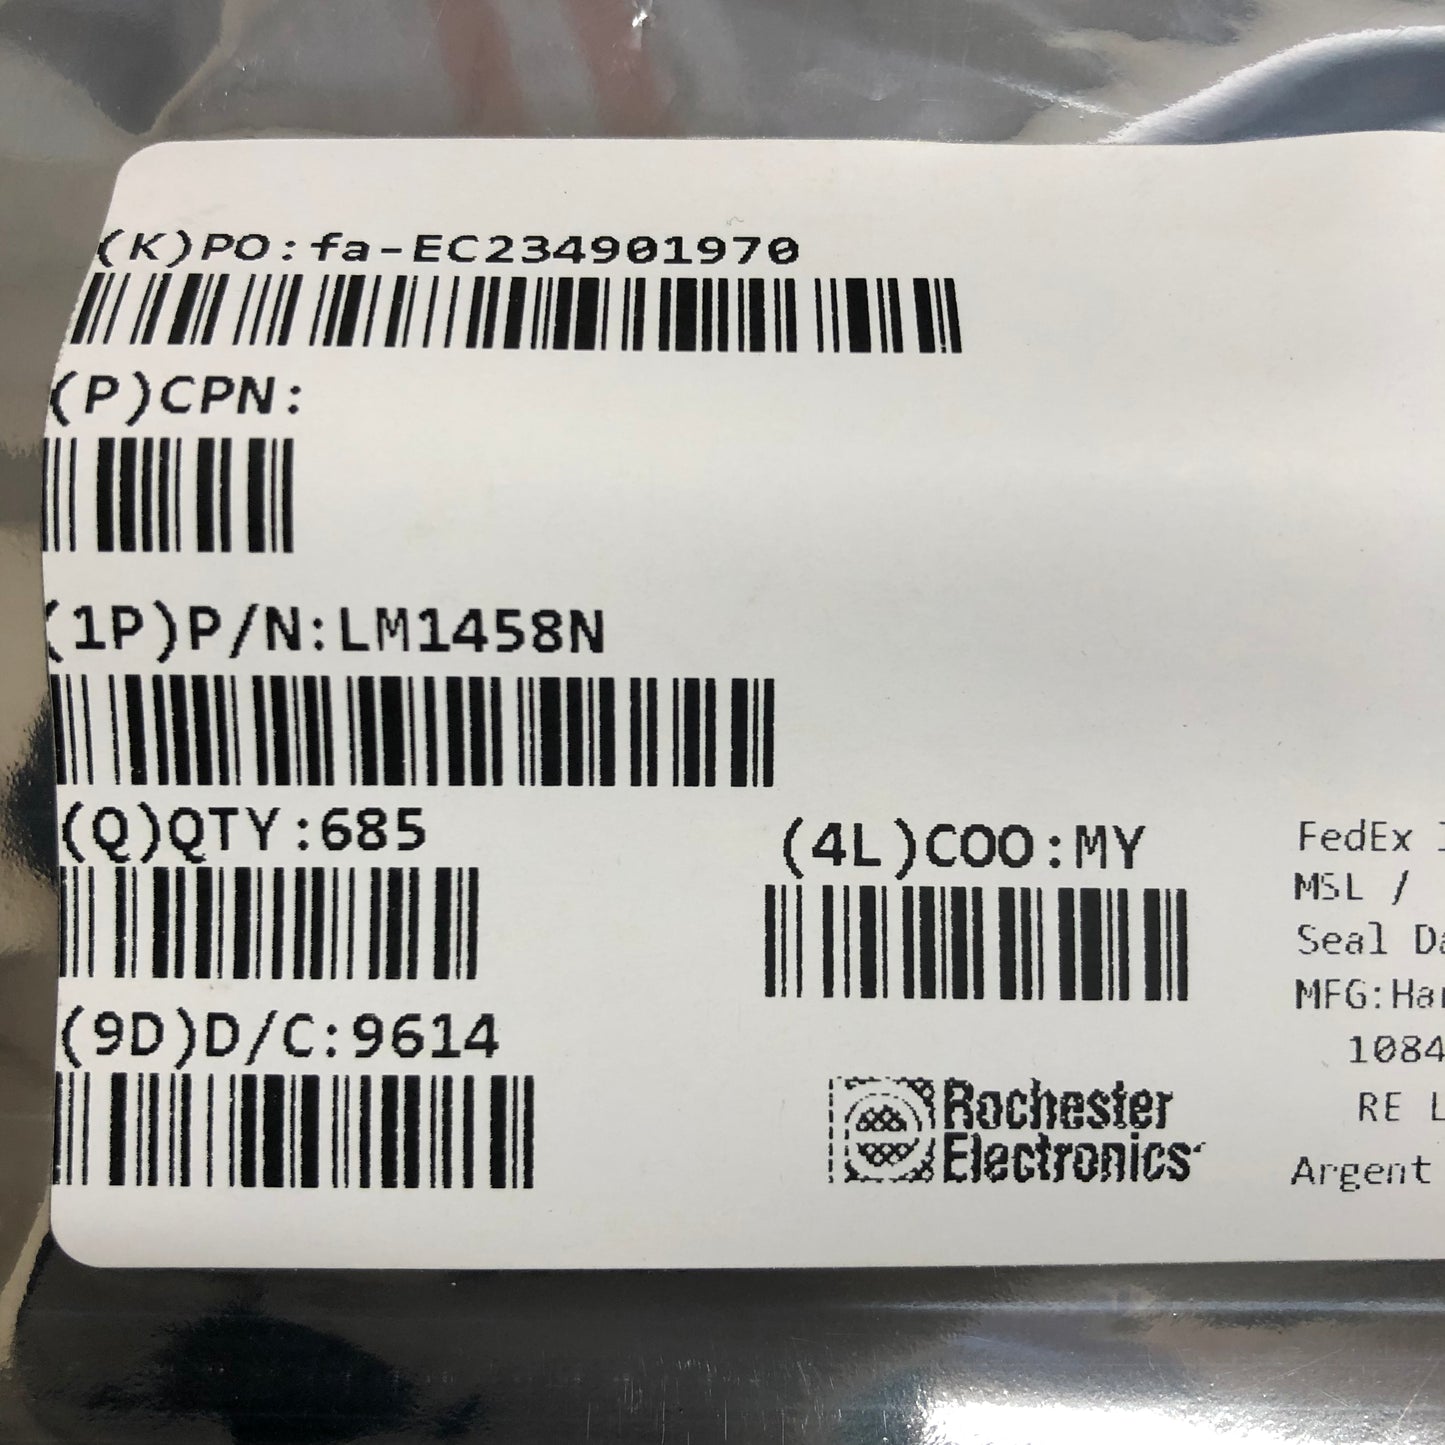 (K)PO:fa-EC234901970
(P)CPN:
(1P)P/N:LM1458N
(Q)QTY:685
(4L)COO:MY
(9D)D/C:9614
Rochester
Electronics
FedEx
MSL /
Seal
MFG:
1084
RE
Argent